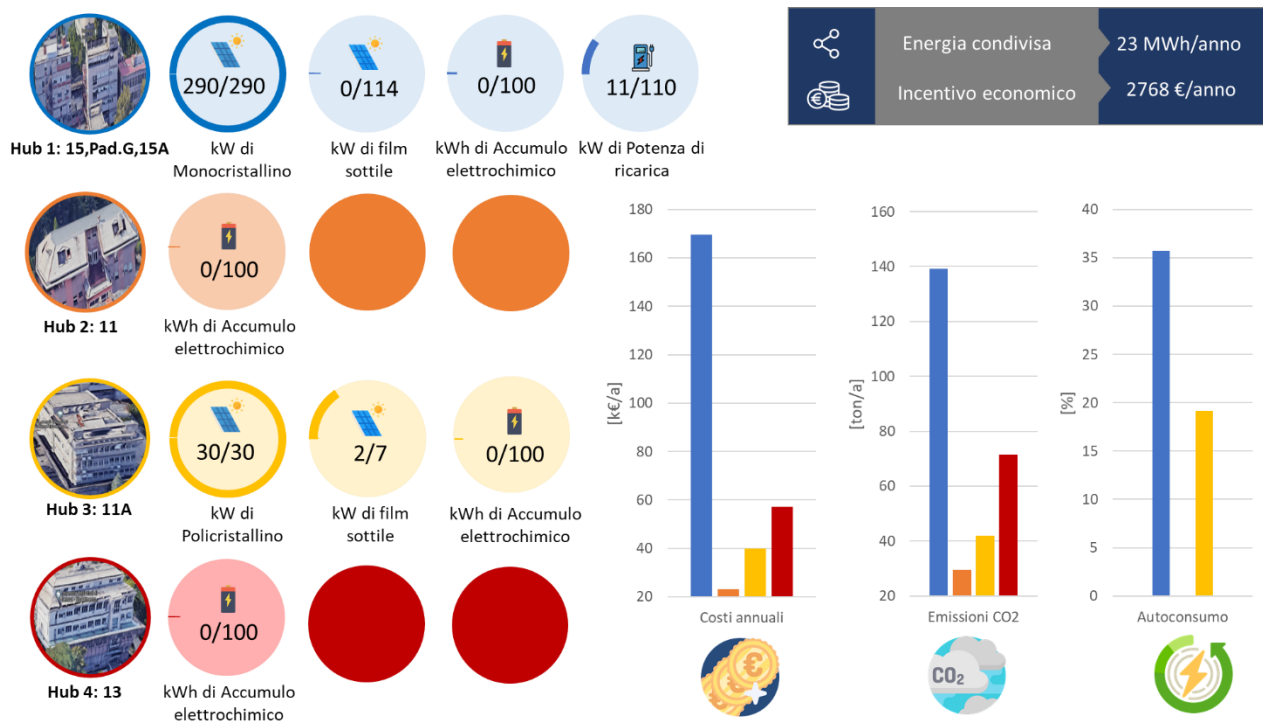 290/290
0/114
0/100
11/110
Hub 1: 15,Pad.G,15A
kW di
Monocristallino
kW di film
sottile
kWh di Accumulo
elettrochimico
kW di Potenza di
ricarica
Energia condivisa
23 MWh/anno
Incentivo economico
2768 €/anno
0/100
Hub 2: 11
kWh di Accumulo
elettrochimico
30/30
2/7
0/100
Hub 3: 11A
kW di
Policristallino
kW di film
sottile
kWh di Accumulo
elettrochimico
0/100
Hub 4: 13
kWh di Accumulo
elettrochimico
[k€/a]
180
160
140
120
100
80
60
40
20
Costi annuali
[ton/a]
160
140
120
100
80
60
40
20
Emissioni CO2
[%]
40
35
30
25
20
15
10
5
0
Autoconsumo
€
CO₂